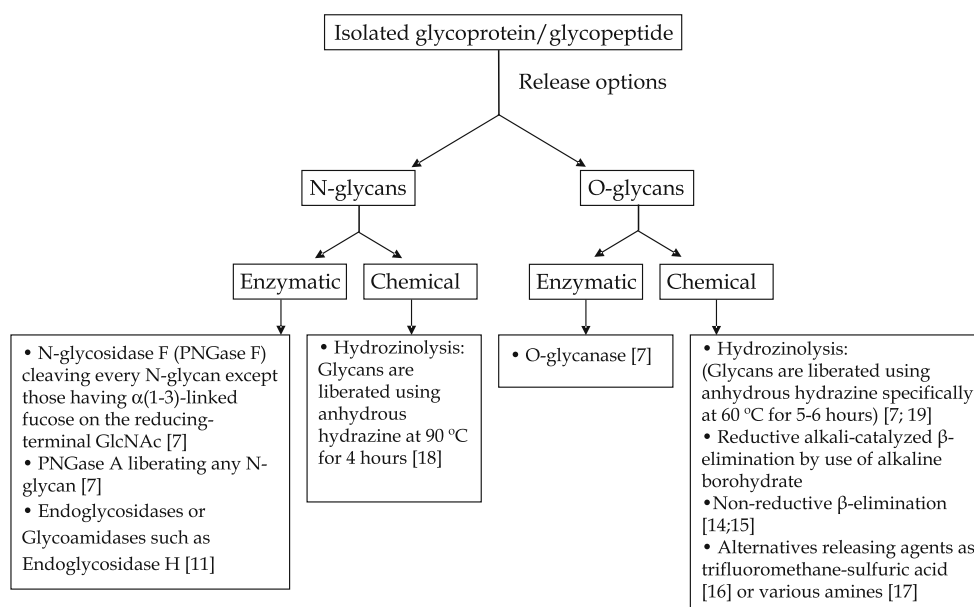 Isolated glycoprotein/glycopeptide
Release options
N-glycans
O-glycans
Enzymatic
Chemical
Enzymatic
Chemical
• N-glycosidase F (PNGase F)
cleaving every N-glycan except
those having α(1-3)-linked
fucose on the reducing-
terminal GlcNAc [7]
• PNGase A liberating any N-
glycan [7]
• Endoglycosidases or
Glycoamidases such as
Endoglycosidase H [11]
• Hydrozinolysis:
Glycans are
liberated using
anhydrous
hydrazine at 90 ºC
for 4 hours [18]
• O-glycanase [7]
• Hydrozinolysis:
(Glycans are liberated using
anhydrous hydrazine specifically
at 60 ºC for 5-6 hours) [7; 19]
• Reductive alkali-catalyzed β-
elimination by use of alkaline
borohydrate
•Non-reductive β-elimination
[14;15]
• Alternatives releasing agents as
trifluoromethane-sulfuric acid
[16] or various amines [17]